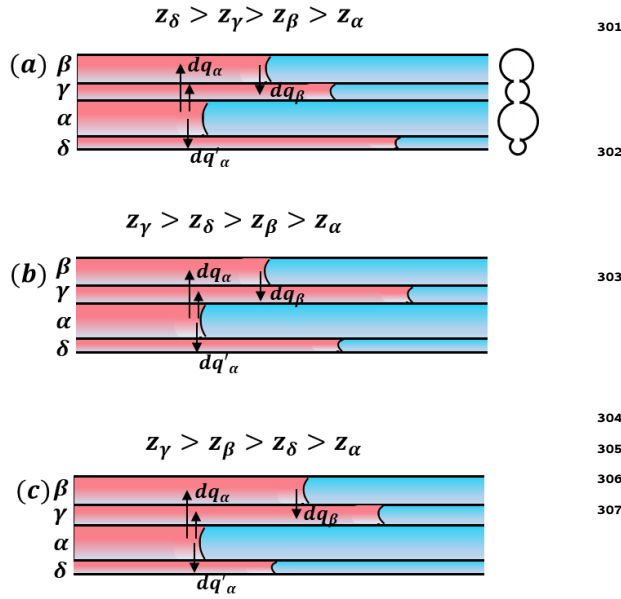 z_δ > z_γ > z_β > z_α
301
(a) β
dq_α
γ
dq_β
α
δ
dq'_α
302
z_γ > z_δ > z_β > z_α
(b) β
dq_α
303
γ
dq_β
α
δ
dq'_α
304
z_γ > z_β > z_δ > z_α
305
306
(c) β
dq_α
γ
dq_β
307
α
δ
dq'_α